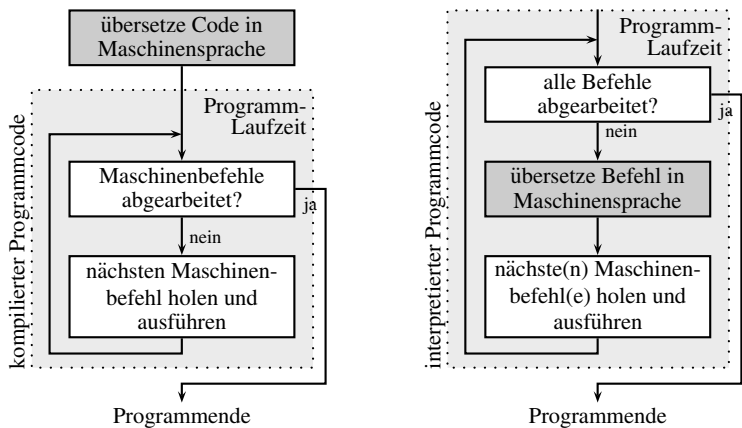 übersetze Code in
Maschinensprache
Programm-
Laufzeit
Maschinenbefehle
abgearbeitet?
ja
nein
nächsten Maschinen-
befehl holen und
ausführen
kompilierter Programmcode
Programmende
Programm-
Laufzeit
alle Befehle
abgearbeitet?
ja
nein
übersetze Befehl in
Maschinensprache
nächste(n) Maschinen-
befehl(e) holen und
ausführen
interpretierter Programmcode
Programmende